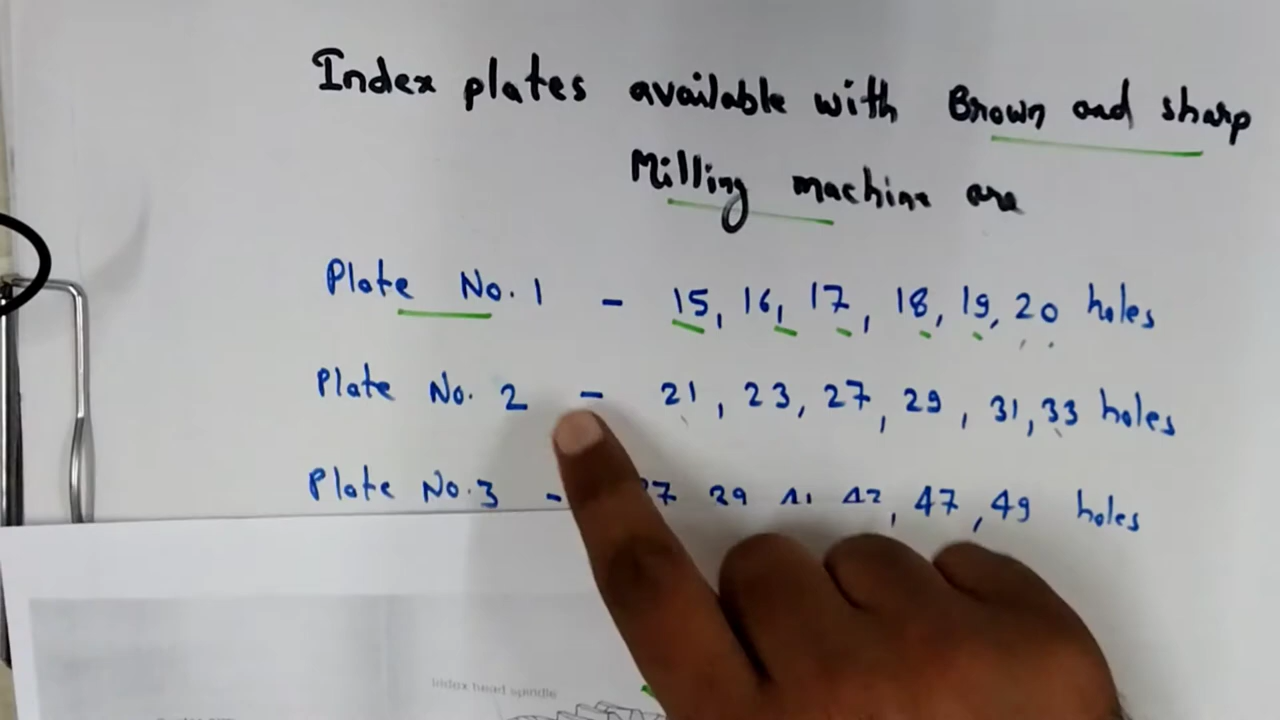 Index plates available with Brown and sharp
Milling machine are
Plate No. 1 - 15, 16, 17, 18, 19, 20 holes
Plate No. 2 - 21, 23, 27, 29, 31, 33 holes
Plate No. 3 - 47, 49 holes
Index head spindle